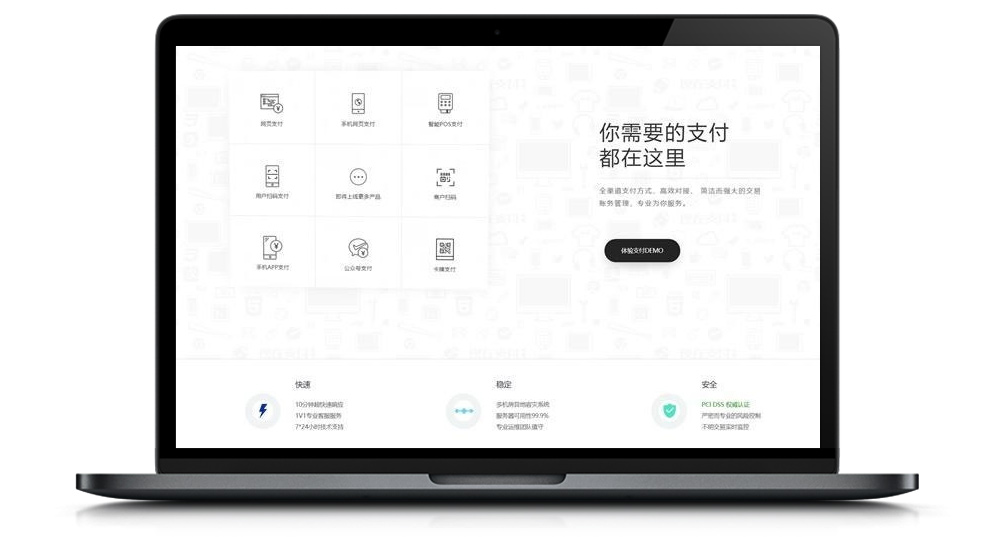 网页支付
手机网页支付
智能POS支付
用户扫码支付
即将上线更多产品
商户扫码
手机APP支付
公众号支付
卡牌支付
你需要的支付
都在这里
全渠道支付方式、高效对接、 简洁而强大的交易
账务管理，专业为你服务。
体验支付DEMO
快速
10分钟超快速响应
1V1专业客服服务
7*24小时技术支持
稳定
多机房异地容灾系统
服务器可用性99.9%
专业运维团队值守
安全
PCI DSS 权威认证
严密而专业的风险控制
不明交易实时监控